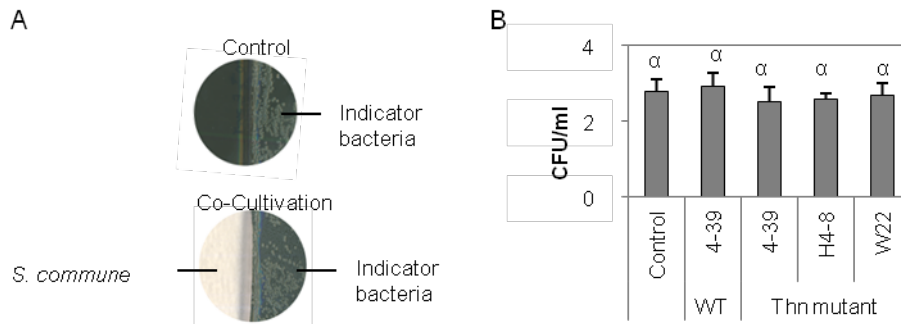 A
Control
Indicator
bacteria
Co-Cultivation
S. commune
Indicator
bacteria
B
CFU/ml
4
2
0
α
α
α
α
α
Control
4-39
4-39
H4-8
W22
WT
Thn mutant